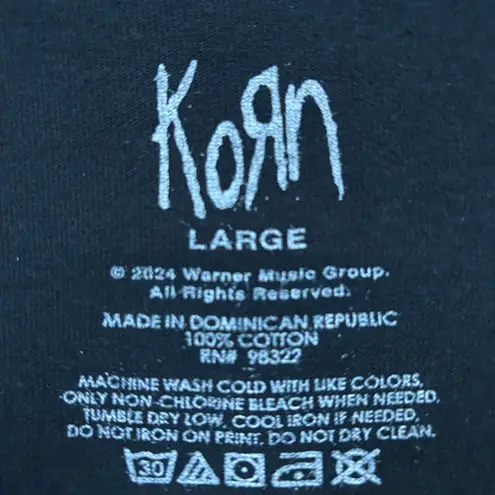 KoЯn
LARGE
© 2024 Warner Music Group.
All Rights Reserved.
MADE IN DOMINICAN REPUBLIC
100% COTTON
RN# 98322
MACHINE WASH COLD WITH LIKE COLORS,
ONLY NON-CHLORINE BLEACH WHEN NEEDED,
TUMBLE DRY LOW, COOL IRON IF NEEDED,
DO NOT IRON ON PRINT, DO NOT DRY CLEAN.
30